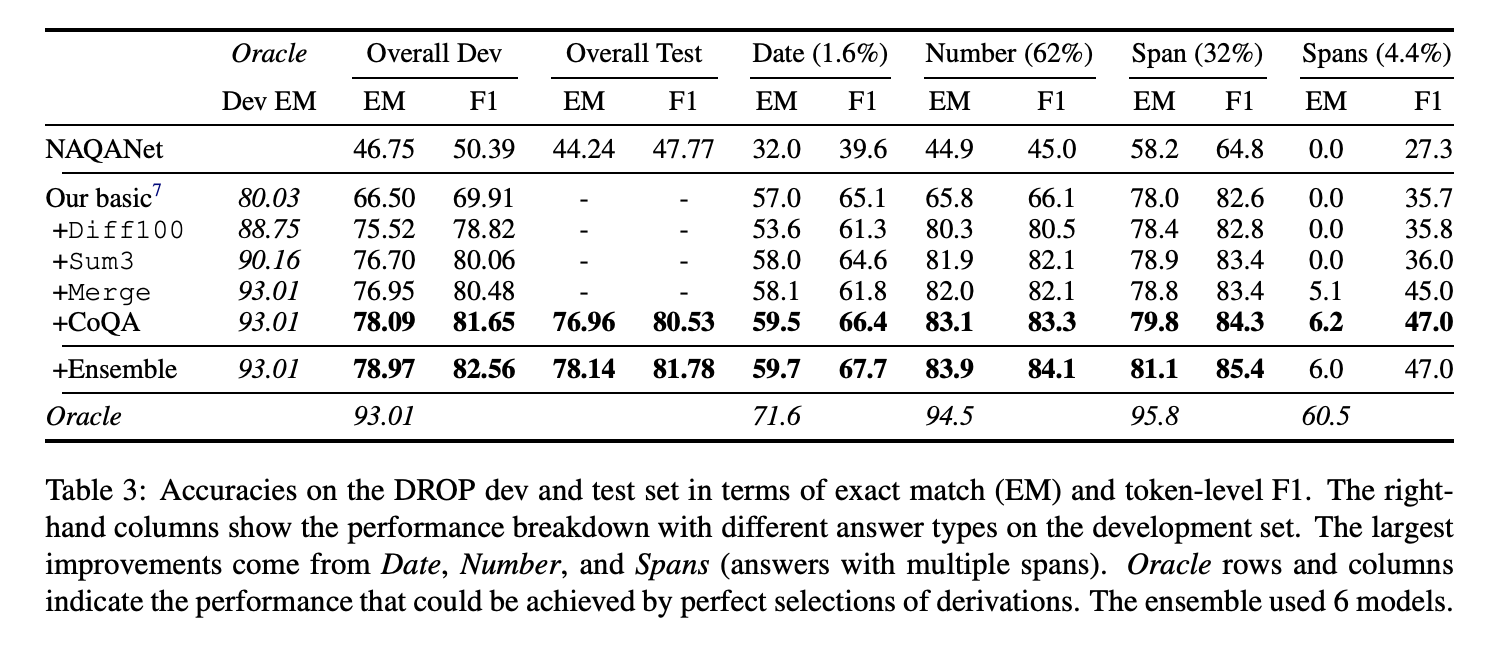 Oracle Overall Dev Overall Test Date (1.6%) Number (62%) Span (32%) Spans (4.4%)
Dev EM EM F1 EM F1 EM F1 EM F1 EM F1 EM F1
NAQANet 46.75 50.39 44.24 47.77 32.0 39.6 44.9 45.0 58.2 64.8 0.0 27.3
Our basic7 80.03 66.50 69.91 - - 57.0 65.1 65.8 66.1 78.0 82.6 0.0 35.7
+Diff100 88.75 75.52 78.82 - - 53.6 61.3 80.3 80.5 78.4 82.8 0.0 35.8
+Sum3 90.16 76.70 80.06 - - 58.0 64.6 81.9 82.1 78.9 83.4 0.0 36.0
+Merge 93.01 76.95 80.48 - - 58.1 61.8 82.0 82.1 78.8 83.4 5.1 45.0
+CoQA 93.01 78.09 81.65 76.96 80.53 59.5 66.4 83.1 83.3 79.8 84.3 6.2 47.0
+Ensemble 93.01 78.97 82.56 78.14 81.78 59.7 67.7 83.9 84.1 81.1 85.4 6.0 47.0
Oracle 93.01 71.6 94.5 95.8 60.5
Table 3: Accuracies on the DROP dev and test set in terms of exact match (EM) and token-level F1. The right-
hand columns show the performance breakdown with different answer types on the development set. The largest
improvements come from Date, Number, and Spans (answers with multiple spans). Oracle rows and columns
indicate the performance that could be achieved by perfect selections of derivations. The ensemble used 6 models.